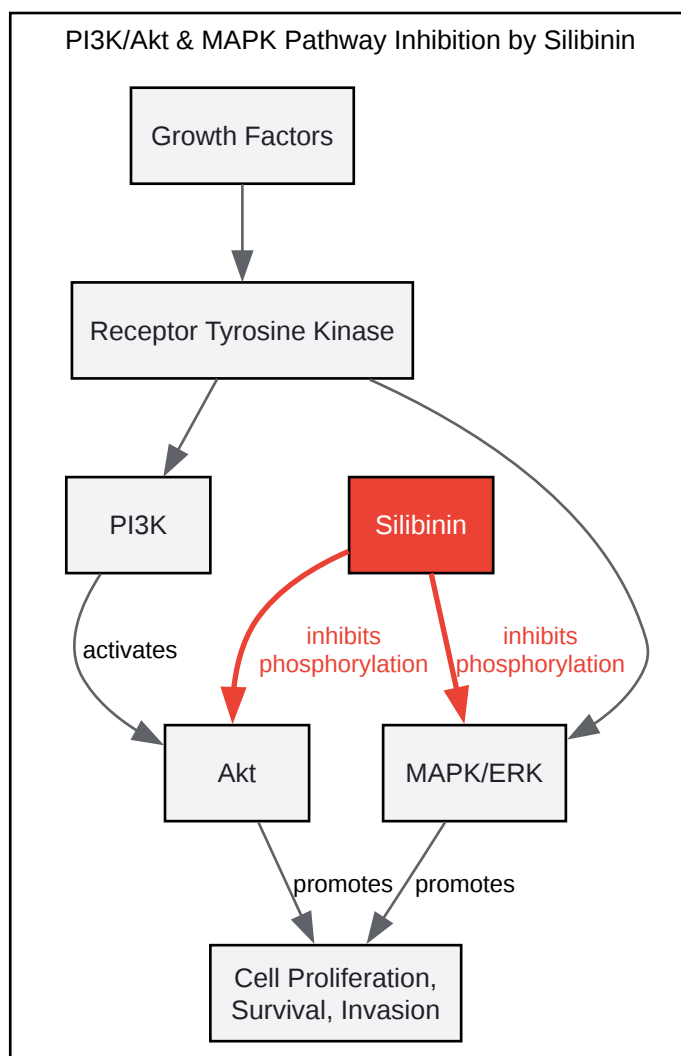 PI3K/Akt & MAPK Pathway Inhibition by Silibinin
Growth Factors
Receptor Tyrosine Kinase
PI3K
Silibinin
activates
inhibits
phosphorylation
inhibits
phosphorylation
Akt
MAPK/ERK
promotes
promotes
Cell Proliferation,
Survival, Invasion